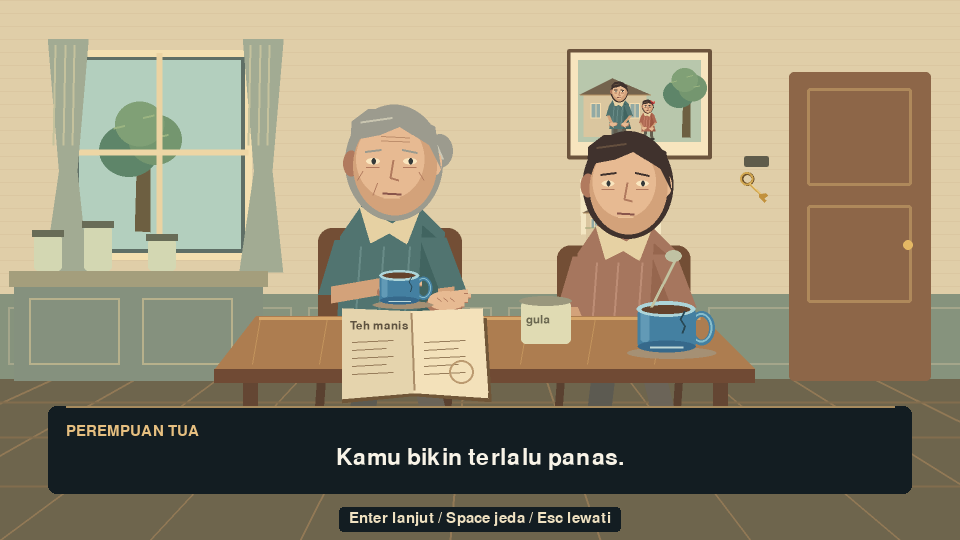 Teh manis
gula
PEREMPUAN TUA
Kamu bikin terlalu panas.
Enter lanjut / Space jeda / Esc lewati